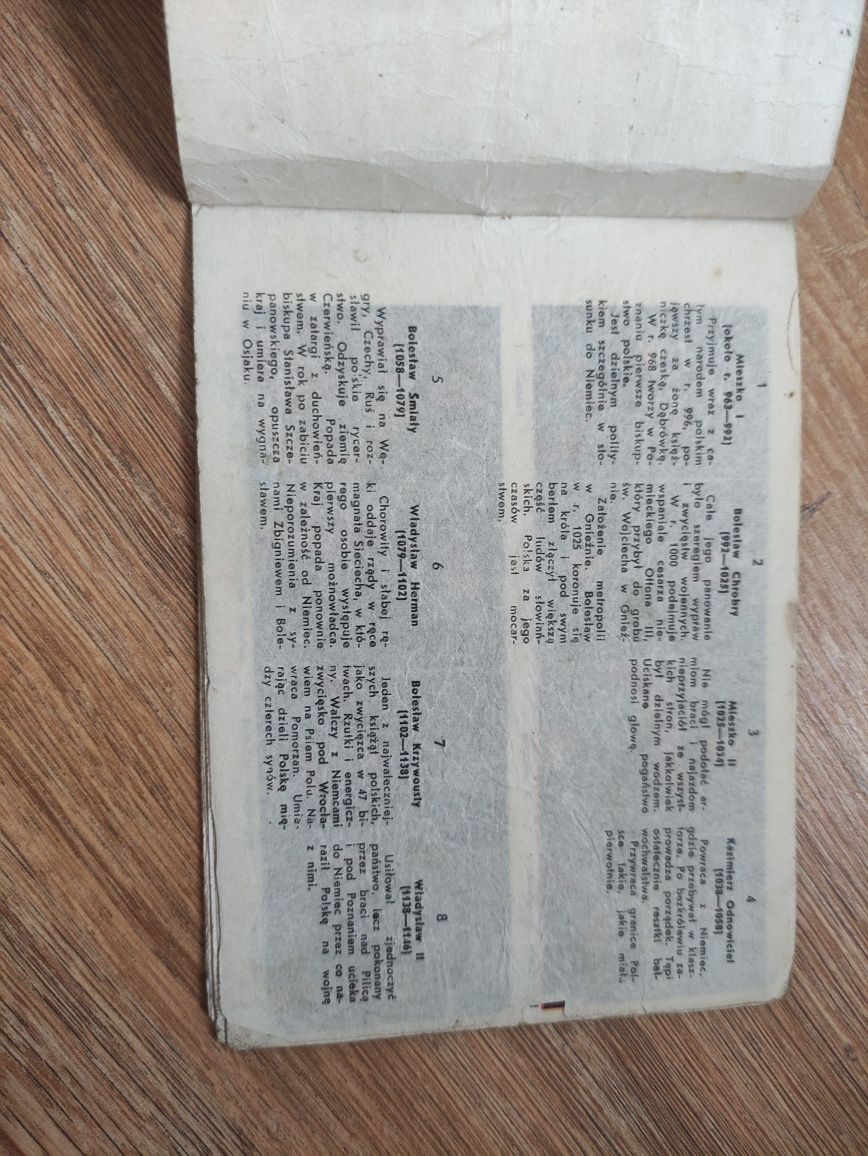 1
Mieszko I
(około r. 963—992)
Przyjmuje wraz z ca-
łym narodem polskim
chrzest w r. 996, po-
jąwszy za żonę księż-
niczkę czeską, Dąbrówkę.
W r. 968 tworzy w Po-
znaniu pierwsze biskup-
stwo polskie.
Jest dzielnym polity-
kiem szczególnie w sto-
sunku do Niemiec.
2
Bolesław Chrobry
(992—1025)
Całe jego panowanie
było szeregiem wypraw
i zwycięstw wojennych.
W r. 1000 podejmuje
wspaniale cesarza nie-
mieckiego Ottona III,
który przybył do grobu
św. Wojciecha w Gnieź-
nie.
Założenie metropolii
w Gnieźnie. Bolesław
w r. 1025 koronuje się
na króla i pod swym
berłem złączył większą
część ludów słowiań-
skich. Polska za jego
czasów jest mocar-
stwem.
3
Mieszko II
(1025—1034)
Nie mógł podołać ar-
miom braci i najazdom
nieprzyjaciół ze wszyst-
kich stron, jakkolwiek
był dzielnym wodzem.
Uciskane pogaństwo
podnosi głowę.
4
Kazimierz Odnowiciel
(1038—1058)
Powraca z Niemiec,
gdzie przebywał w klasz-
torze. Po bezkrólewiu za-
prowadza porządek. Tępi
ostatecznie resztki bał-
wochwalstwa.
Przywraca granice Pol-
sce takie, jakie miała
pierwotnie.
5
Bolesław Śmiały
(1058—1079)
Wyprawiał się na Wę-
gry, Czechy, Ruś i roz-
sławił polskie rycer-
stwo. Odzyskuje ziemię
Czerwieńską. Popada
w zatargi z duchowień-
stwem. W rok po zabiciu
biskupa Stanisława Szcze-
panowskiego, opuszcza
kraj i umiera na wygna-
niu w Osjaku.
6
Władysław Herman
(1079—1102)
Chorowity i słabej rę-
ki oddaje rządy w ręce
magnata Sieciecha, w któ-
rego osobie występuje
pierwszy możnowładca.
Kraj popada ponownie
w zależność od Niemiec.
Nieporozumienia z sy-
nami Zbigniewem i Bole-
sławem.
7
Bolesław Krzywousty
(1102—1138)
Jeden z najwaleczniej-
szych książąt polskich,
jako zwycięzca w 47 bi-
twach. Rzutki i energicz-
ny. Walczy z Niemcami
zwycięsko pod Wrocła-
wiem na Psiem Polu. Na-
wraca Pomorzan. Umie-
rając dzieli Polskę mię-
dzy czterech synów.
8
Władysław II
(1138—1146)
Usiłował zjednoczyć
państwo, lecz pokonany
przez braci nad Pilicą
i pod Poznaniem ucieka
do Niemiec przez co na-
raził Polskę na wojnę
z nimi.